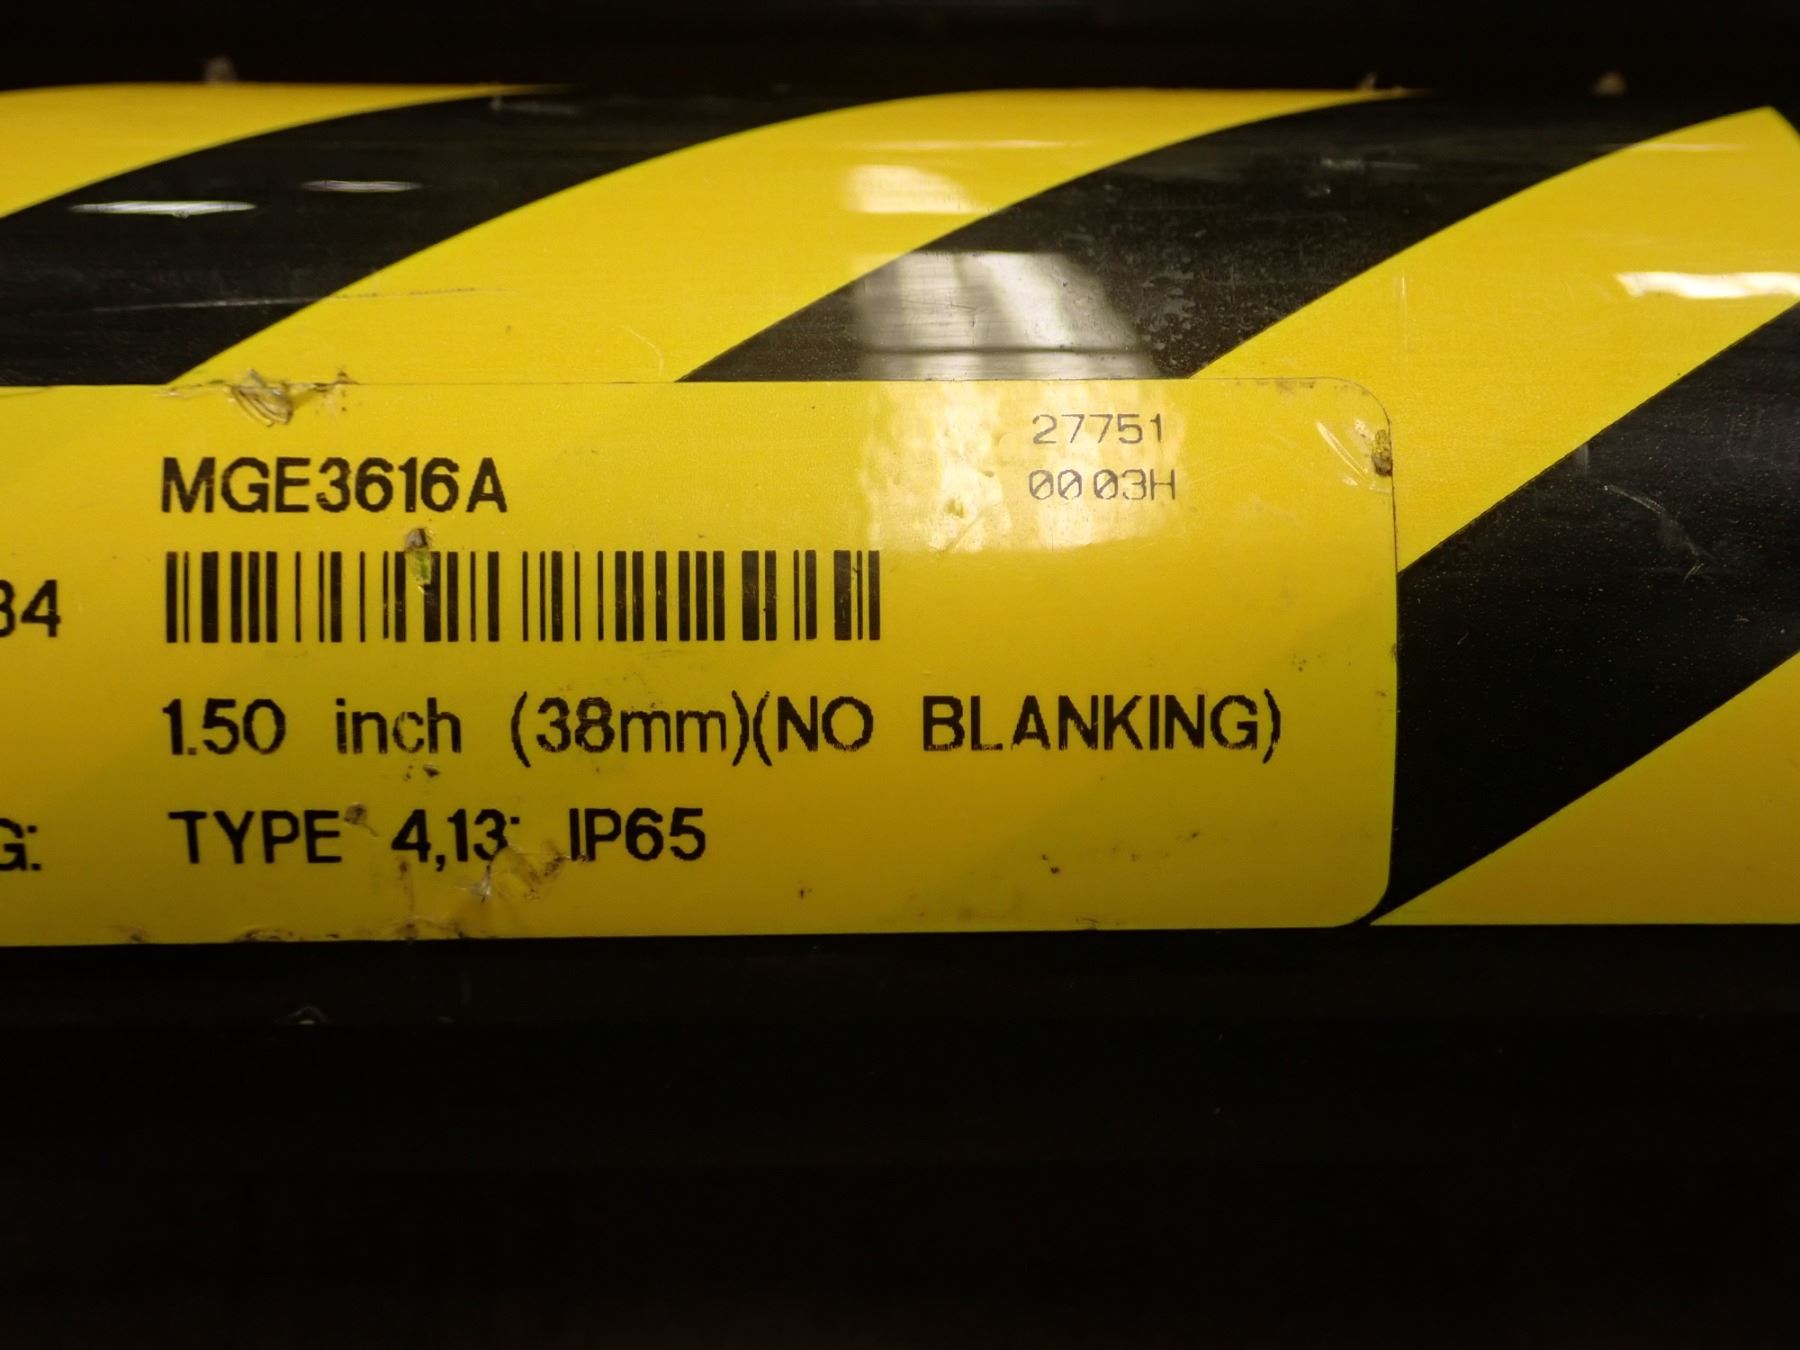 27751
MGE3616A
0003H
34
1.50 inch (38mm)(NO BLANKING)
G: TYPE 4,13: IP65